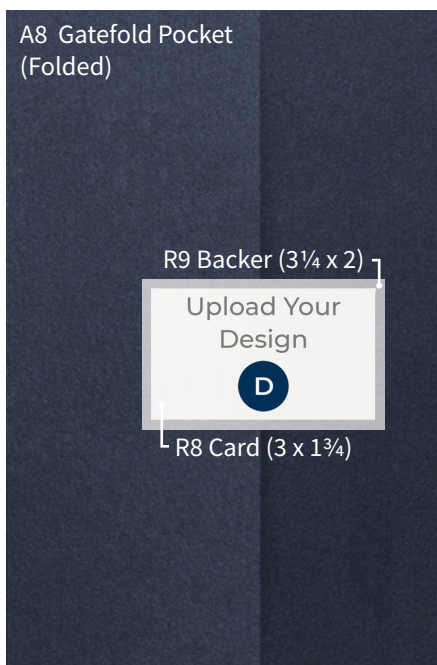 A8  Gatefold Pocket
(Folded)
R9 Backer (3¼ x 2)
Upload Your
Design
D
R8 Card (3 x 1¾)